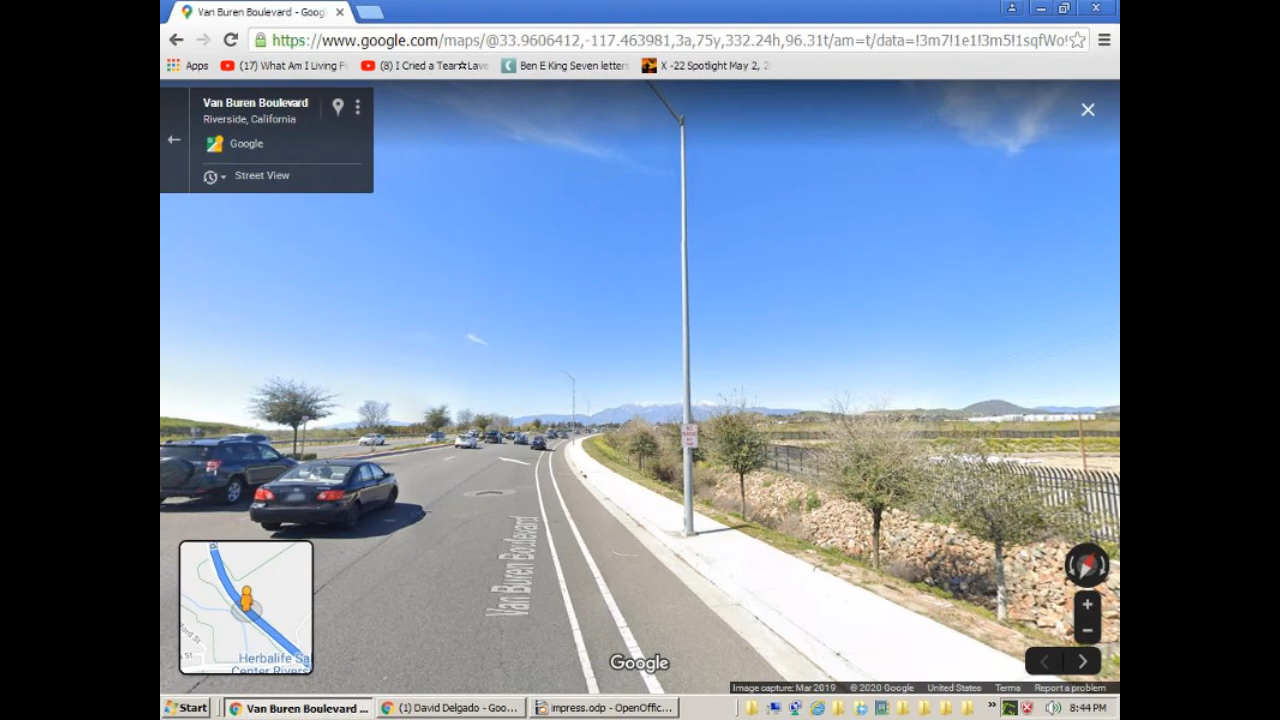 Van Buren Boulevard - Goog
https://www.google.com/maps/@33.9606412,-117.463981,3a,75y,332.24h,96.31t/am=t/data=!3m7!1e1!3m5!1sqfWo
Apps
(17) What Am I Living F
(8) I Cried a Tear☆Lave
Ben E King Seven letters
X -22 Spotlight May 2, 2
Van Buren Boulevard
Riverside, California
Google
Street View
NO
Van Buren Boulevard
Herbalife Sal
Center Rivers
Google
Image capture: Mar 2019 © 2020 Google United States Terms Report a problem
Start
Van Buren Boulevard ...
(1) David Delgado - Goo...
impress.odp - OpenOffic...
8:44 PM